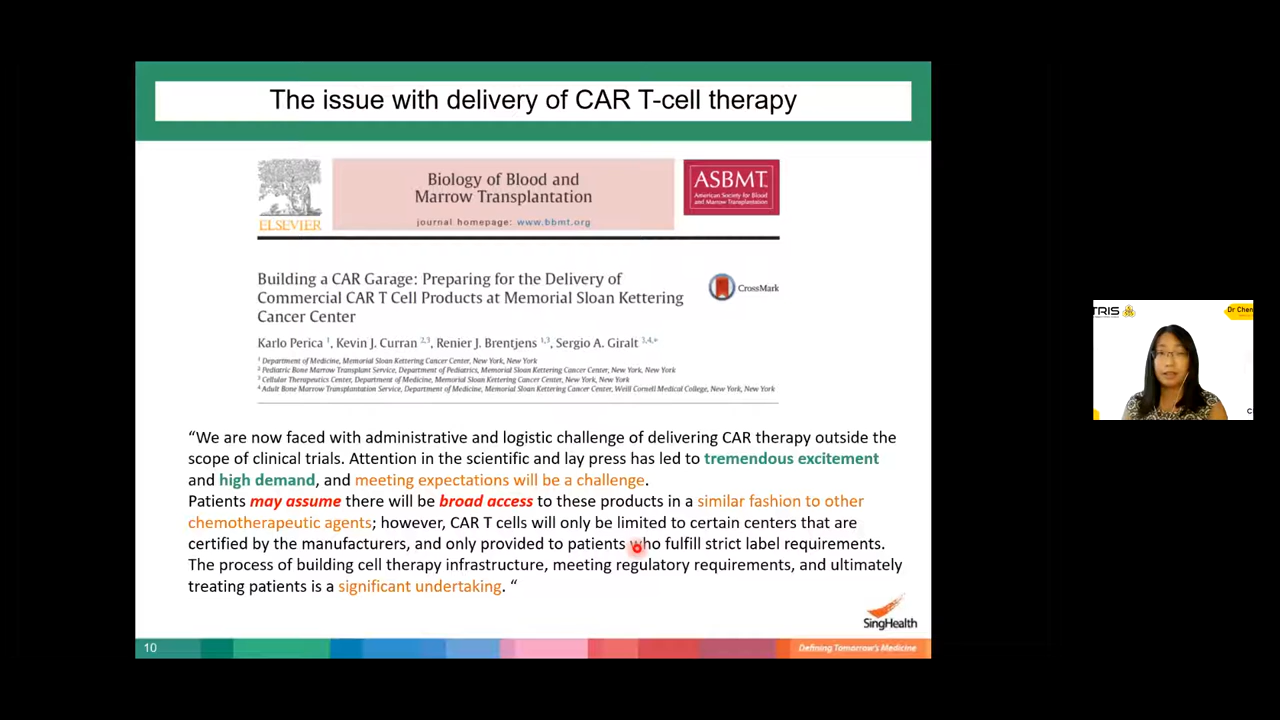 The issue with delivery of CAR T-cell therapy
ELSEVIER
Biology of Blood and
Marrow Transplantation
journal homepage: www.bbmt.org
ASBMT™
American Society for Blood
and Marrow Transplantation
Building a CAR Garage: Preparing for the Delivery of
Commercial CAR T Cell Products at Memorial Sloan Kettering
Cancer Center
CrossMark
Karlo Perica 1, Kevin J. Curran 2,3, Renier J. Brentjens 1,3, Sergio A. Giralt 3,4,*
1 Department of Medicine, Memorial Sloan Kettering Cancer Center, New York, New York
2 Pediatric Bone Marrow Transplant Service, Department of Pediatrics, Memorial Sloan Kettering Cancer Center, New York, New York
3 Cellular Therapeutics Center, Department of Medicine, Memorial Sloan Kettering Cancer Center, New York, New York
4 Adult Bone Marrow Transplantation Service, Department of Medicine, Memorial Sloan Kettering Cancer Center, Weill Cornell Medical College, New York, New York
“We are now faced with administrative and logistic challenge of delivering CAR therapy outside the
scope of clinical trials. Attention in the scientific and lay press has led to tremendous excitement
and high demand, and meeting expectations will be a challenge.
Patients may assume there will be broad access to these products in a similar fashion to other
chemotherapeutic agents; however, CAR T cells will only be limited to certain centers that are
certified by the manufacturers, and only provided to patients who fulfill strict label requirements.
The process of building cell therapy infrastructure, meeting regulatory requirements, and ultimately
treating patients is a significant undertaking. “
SingHealth
10
Defining Tomorrow's Medicine
TRIS
Dr Chen
C